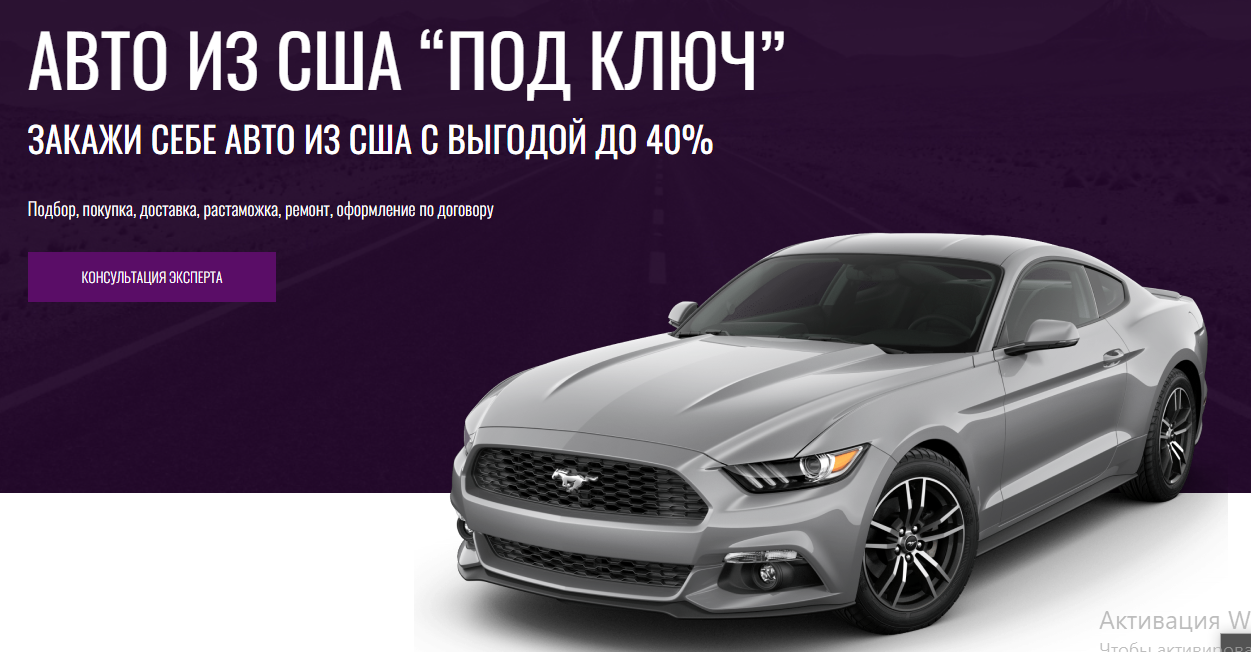 АВТО ИЗ США “ПОД КЛЮЧ”
ЗАКАЖИ СЕБЕ АВТО ИЗ США С ВЫГОДОЙ ДО 40%
Подбор, покупка, доставка, растаможка, ремонт, оформление по договору
КОНСУЛЬТАЦИЯ ЭКСПЕРТА
Активация W
Чтобы